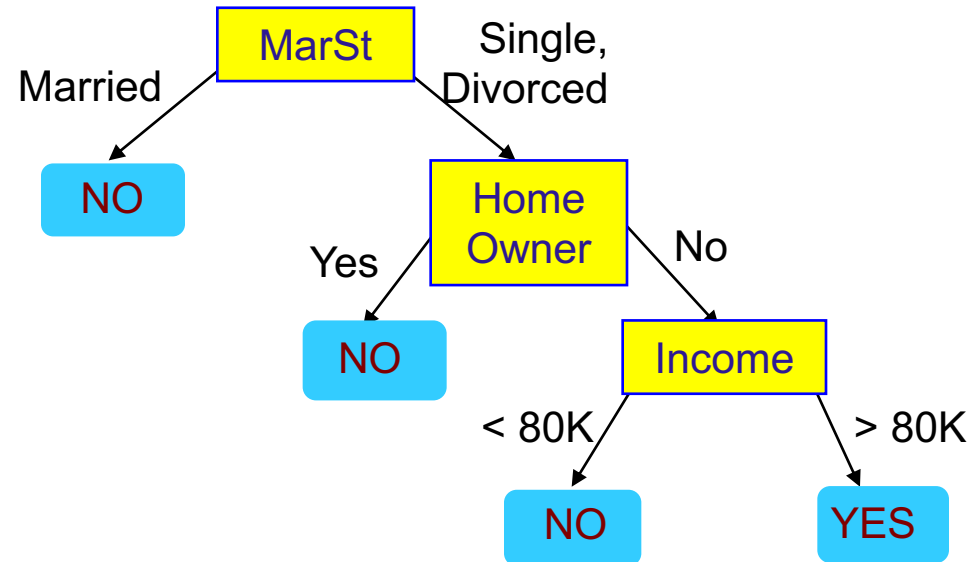 MarSt
Single,
Divorced
Married
NO
Home
Owner
Yes
No
NO
Income
< 80K
> 80K
NO
YES